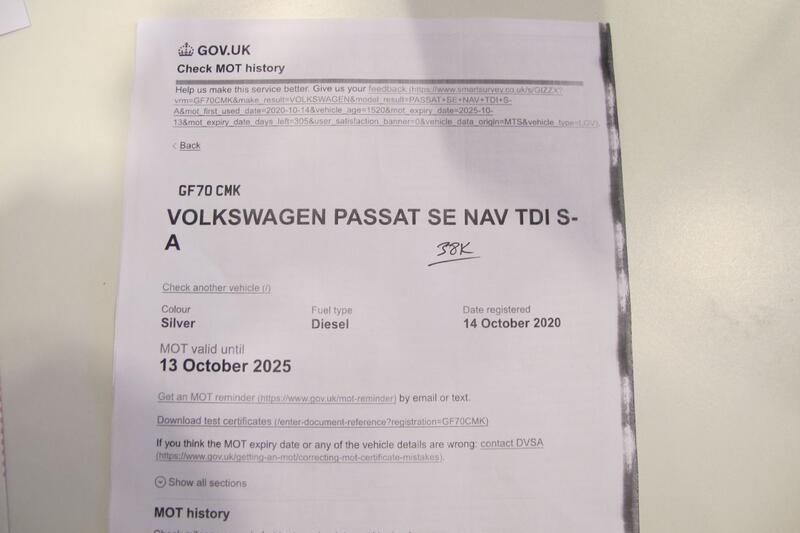 GOV.UK
Check MOT history
Help us make this service better. Give us your feedback (https://www.smartsurvey.co.uk/s/GIZZX?
vrm=GF70CMK&make_result=VOLKSWAGEN&model_result=PASSAT+SE+NAV+TDI+S-
A&mot_first_used_date=2020-10-14&vehicle_age=1520&mot_expiry_date=2025-10-
13&mot_expiry_date_days_left=305&user_satisfaction_banner=0&vehicle_data_origin=MTS&vehicle_type=LGV).
Back
GF70 CMK
VOLKSWAGEN PASSAT SE NAV TDI S-
A
38K
Check another vehicle (/)
Colour Fuel type Date registered
Silver Diesel 14 October 2020
MOT valid until
13 October 2025
Get an MOT reminder (https://www.gov.uk/mot-reminder) by email or text.
Download test certificates (/enter-document-reference?registration=GF70CMK)
If you think the MOT expiry date or any of the vehicle details are wrong: contact DVSA
(https://www.gov.uk/getting-an-mot/correcting-mot-certificate-mistakes).
Show all sections
MOT history